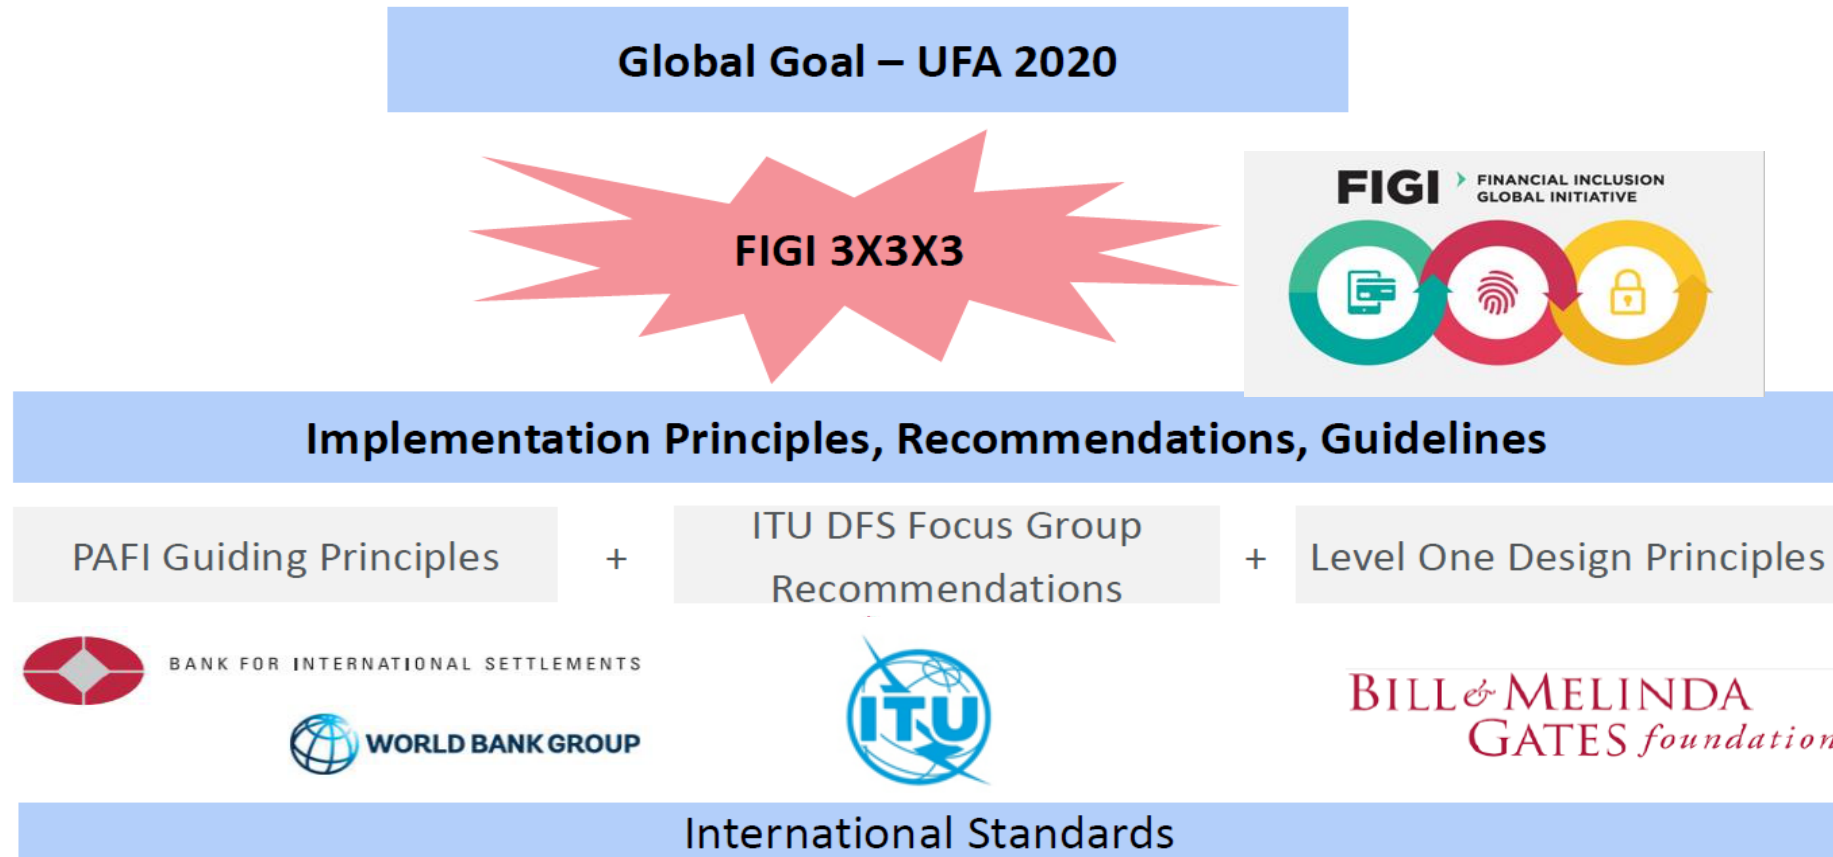 Global Goal – UFA 2020
FIGI 3X3X3
FIGI FINANCIAL INCLUSION
GLOBAL INITIATIVE
Implementation Principles, Recommendations, Guidelines
PAFI Guiding Principles + ITU DFS Focus Group + Level One Design Principles
Recommendations
BANK FOR INTERNATIONAL SETTLEMENTS
WORLD BANK GROUP
ITU
BILL & MELINDA
GATES foundation
International Standards